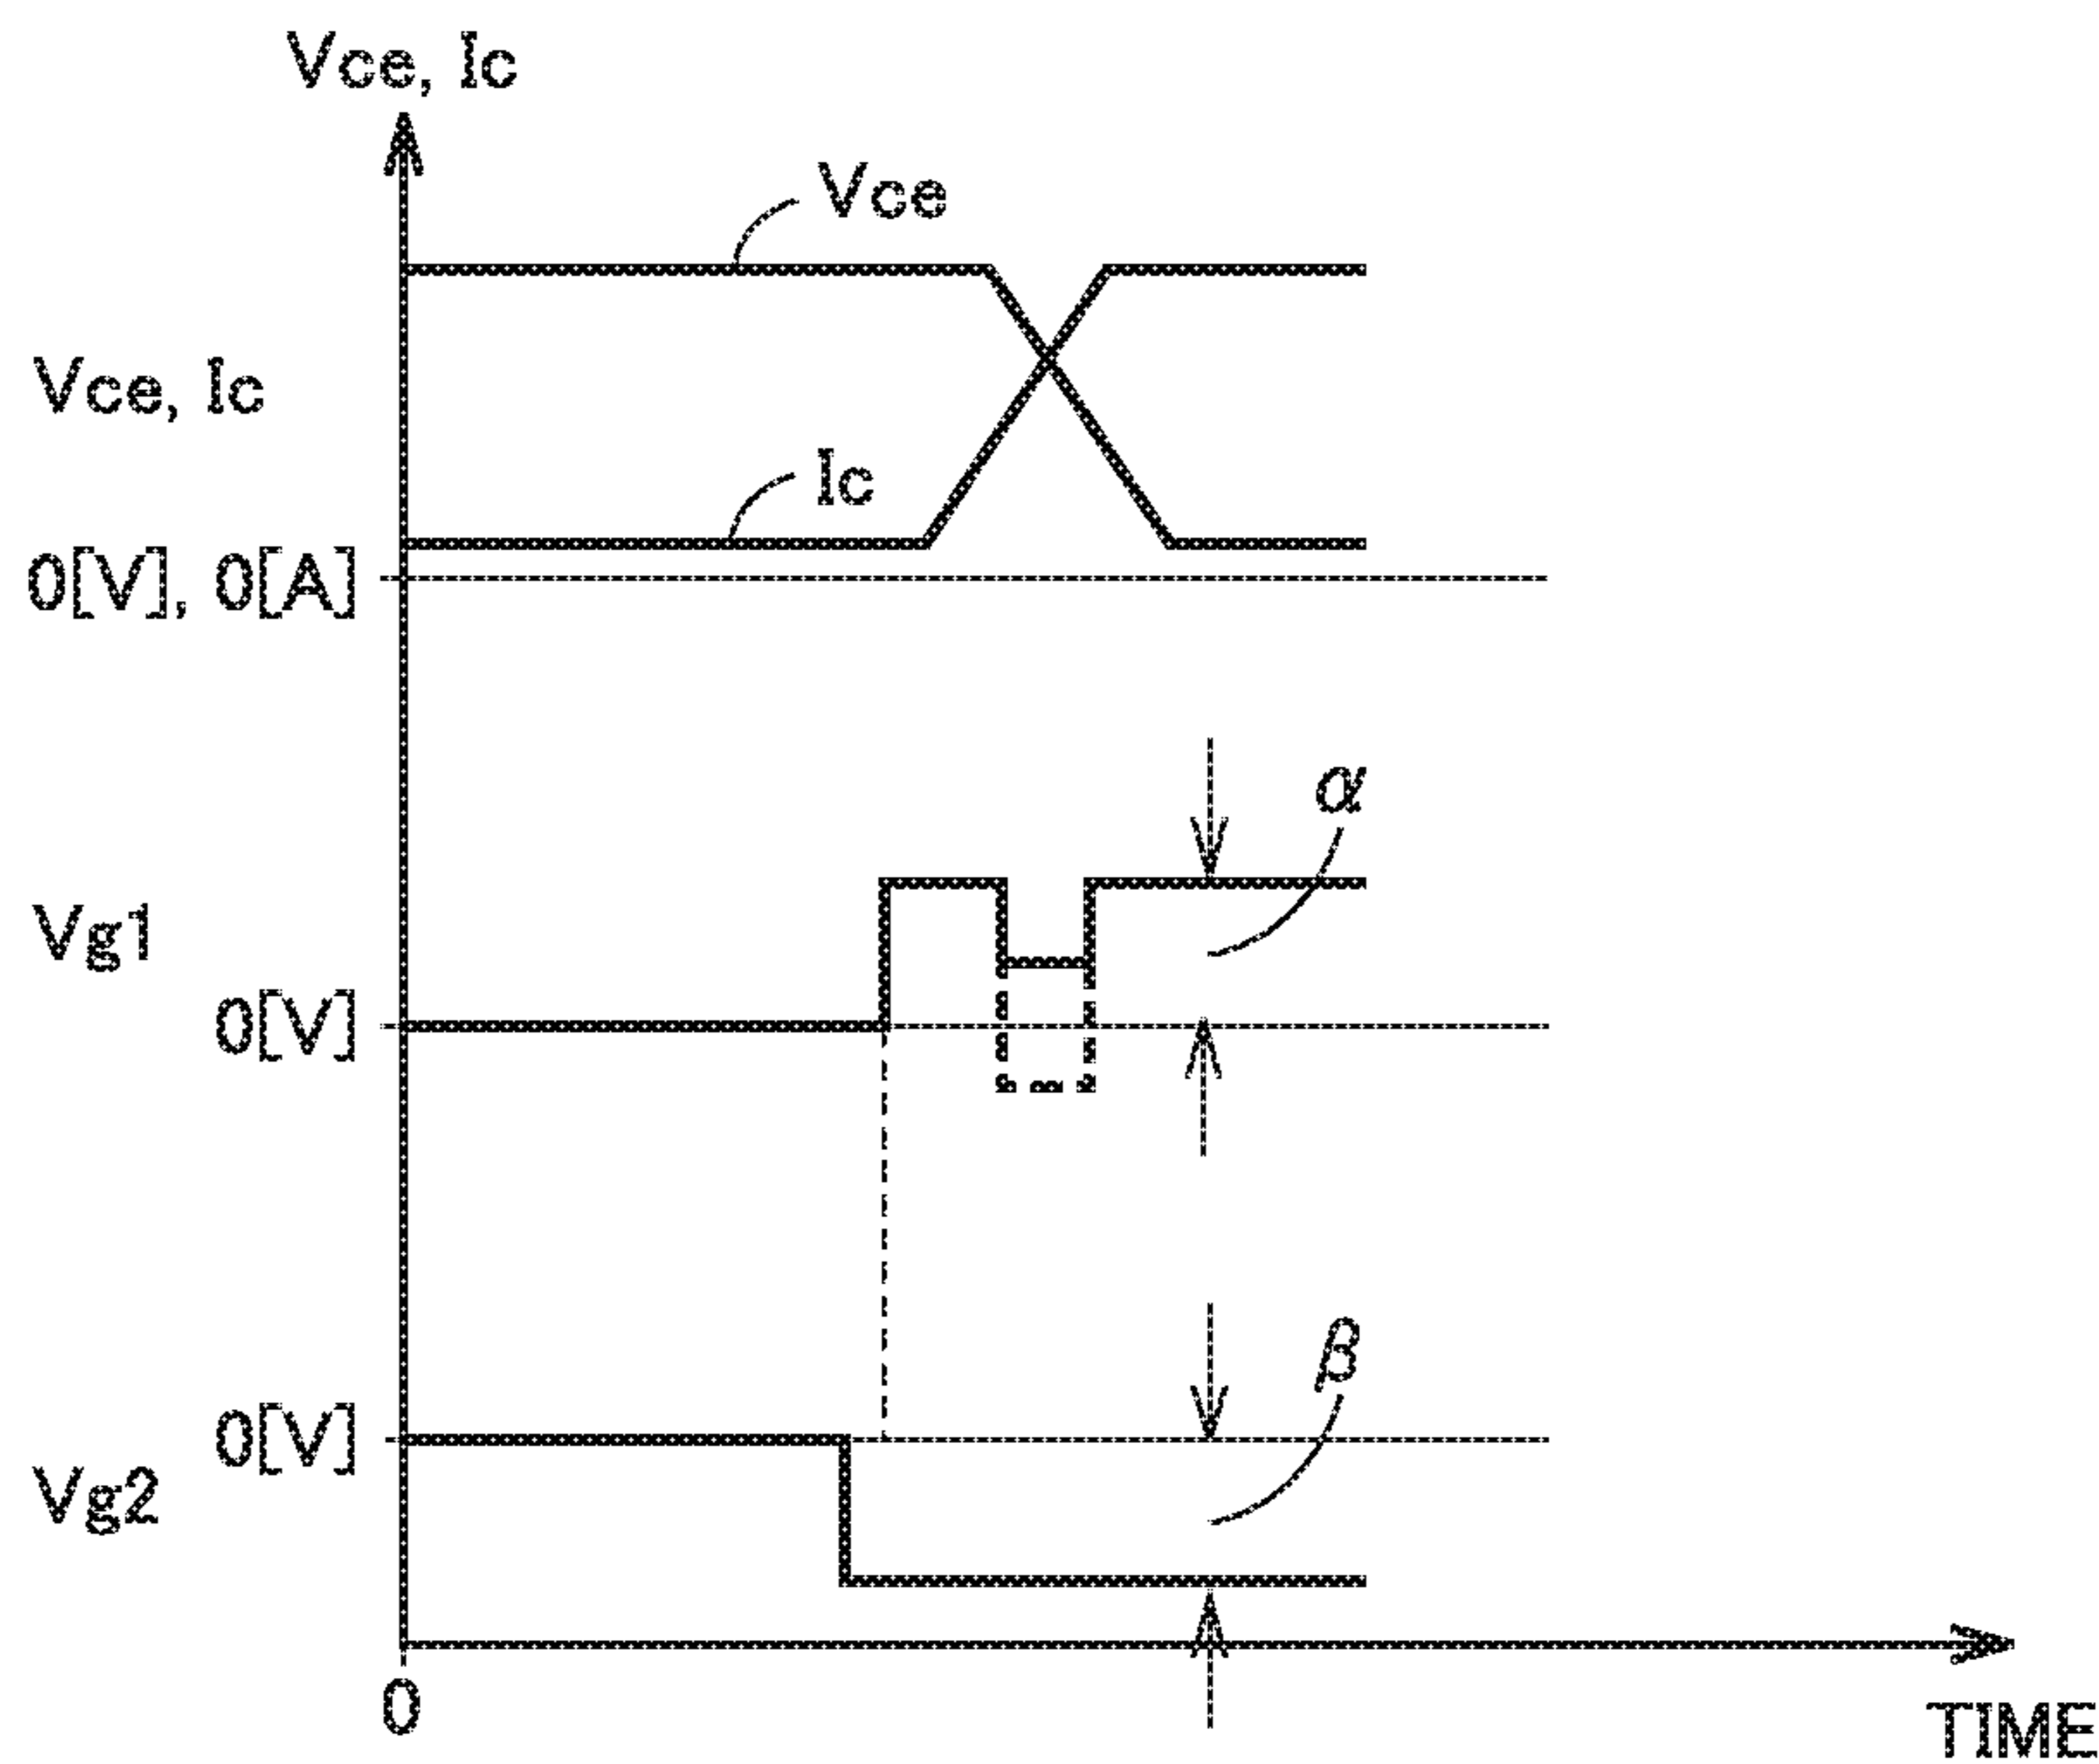 Vce, Ic
Vce
Vce, Ic
Ic
0[V], 0[A]
α
Vg1
0[V]
β
0[V]
Vg2
0
TIME